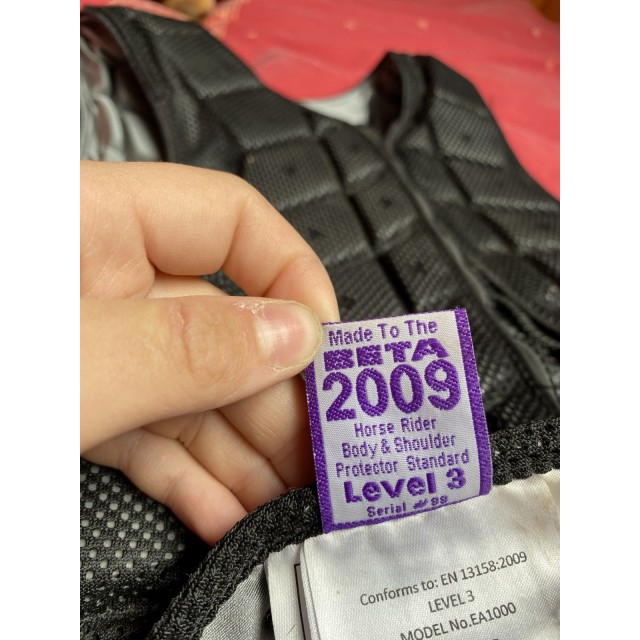 Made To The
BETA
2009
Horse Rider
Body & Shoulder
Protector Standard
Level 3
Serial # 99
Conforms to: EN 13158:2009
LEVEL 3
MODEL No.EA1000